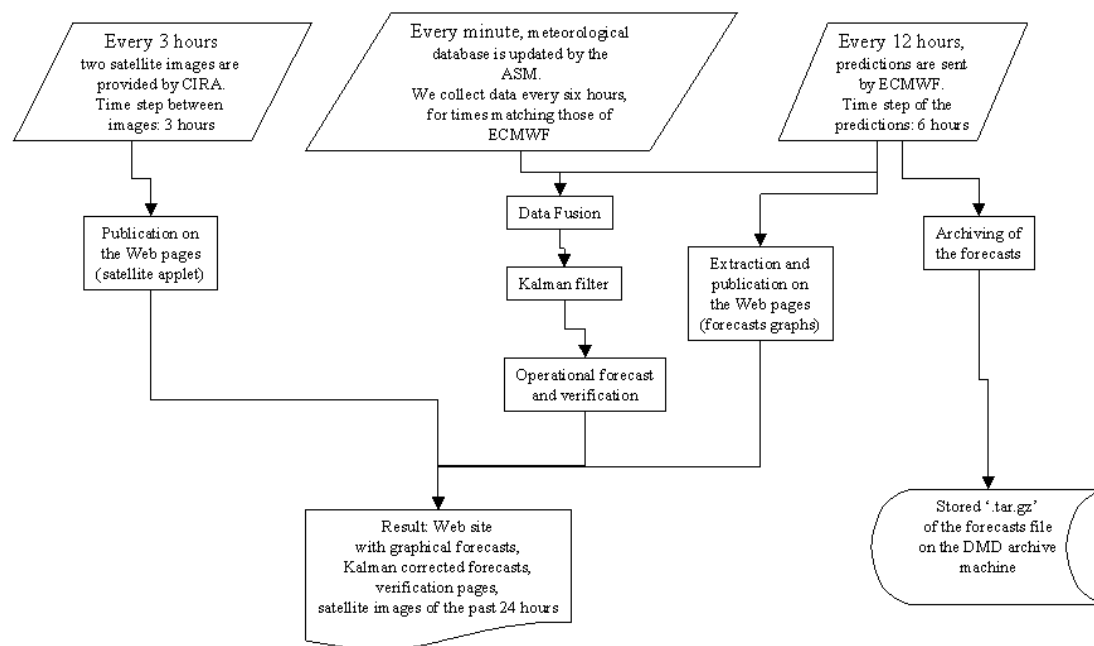 Every 3 hours
two satellite images are
provided by CIRA.
Time step between
images: 3 hours
Every minute, meteorological
database is updated by the
ASM.
We collect data every six hours,
for times matching those of
ECMWF
Every 12 hours,
predictions are sent
by ECMWF.
Time step of the
predictions: 6 hours
Publication on
the Web pages
(satellite applet)
Data Fusion
Kalman filter
Operational forecast
and verification
Extraction and
publication on
the Web pages
(forecasts graphs)
Archiving of
the forecasts
Result: Web site
with graphical forecasts,
Kalman corrected forecasts,
verification pages,
satellite images of the past 24 hours
Stored ‘.tar.gz’
of the forecasts file
on the DMD archive
machine